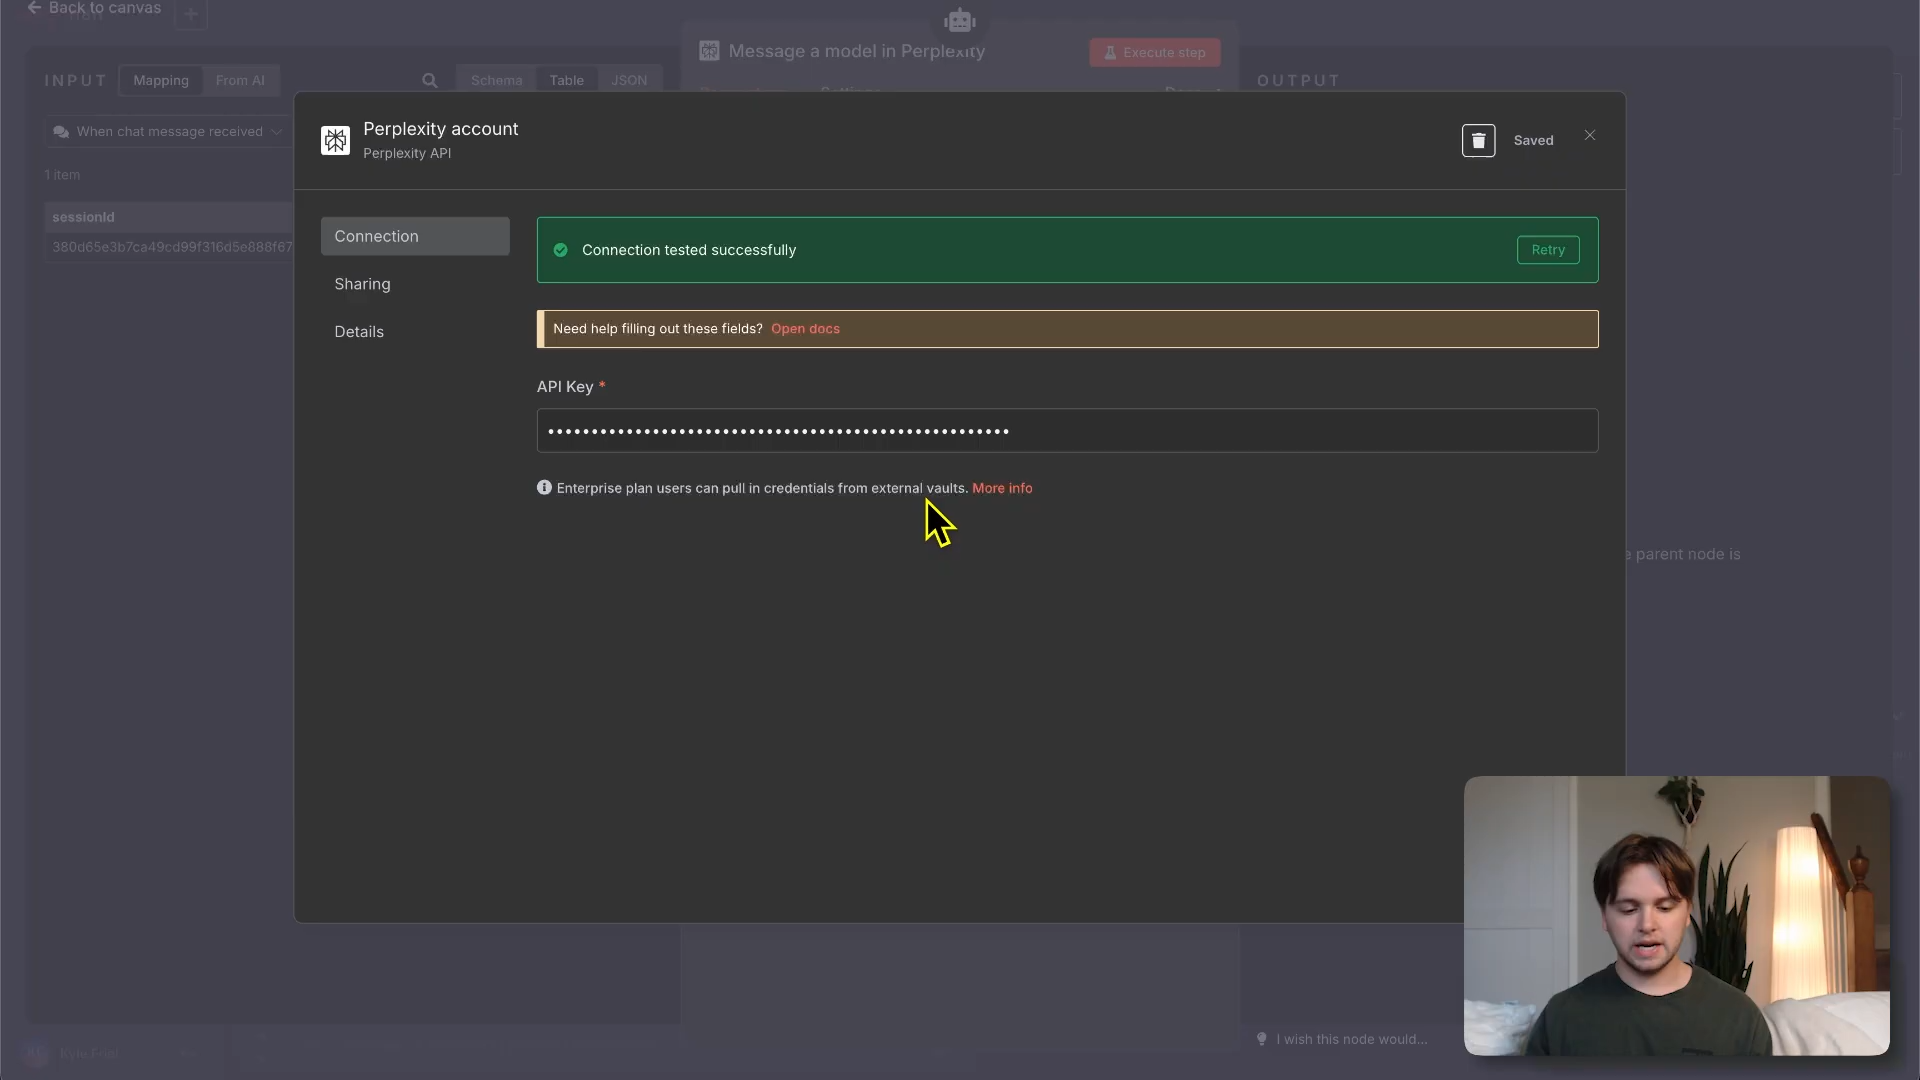 Back to canvas
Message a model in Perplexity
Execute step
INPUT
Mapping
From AI
Schema
Table
JSON
OUTPUT
When chat message received
1 item
sessionId
380d65e3b7ca49cd99f316d5e888f67
Perplexity account
Perplexity API
Saved
Connection
Sharing
Details
Connection tested successfully
Retry
Need help filling out these fields? Open docs
API Key *
••••••••••••••••••••••••••••••••••••••••••••••••••••
Enterprise plan users can pull in credentials from external vaults. More info
e parent node is
I wish this node would...